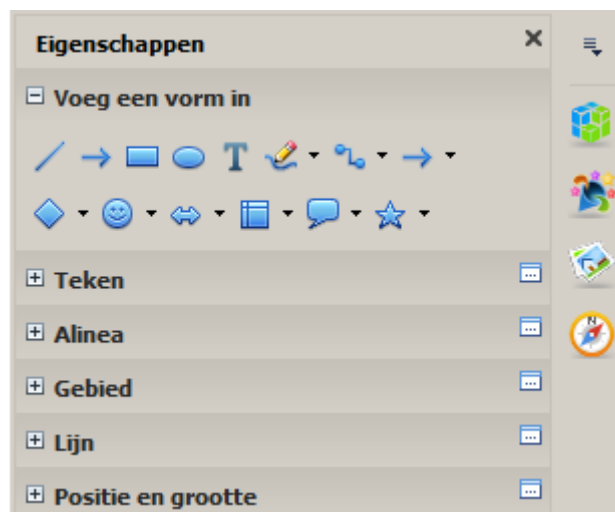 Eigenschappen
Voeg een vorm in
T
Teken
Alinea
Gebied
Lijn
Positie en grootte